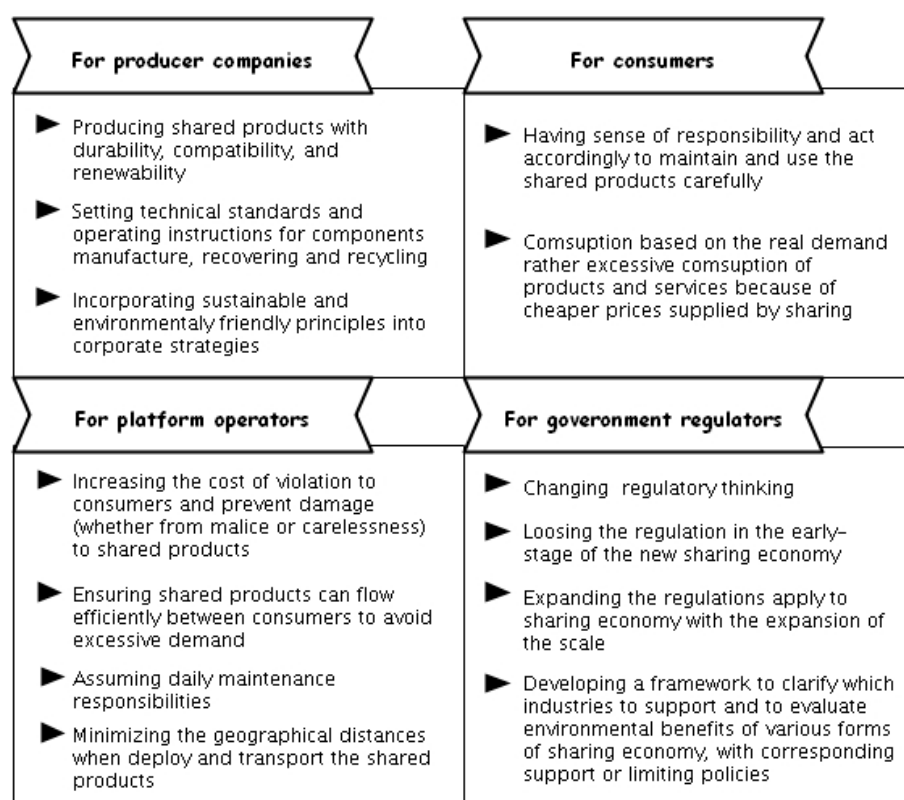 For producer companies
Producing shared products with
durability, compatibility, and
renewability
Setting technical standards and
operating instructions for components
manufacture, recovering and recycling
Incorporating sustainable and
environmentaly friendly principles into
corporate strategies
For consumers
Having sense of responsibility and act
accordingly to maintain and use the
shared products carefully
Comsuption based on the real demand
rather excessive comsuption of
products and services because of
cheaper prices supplied by sharing
For platform operators
Increasing the cost of violation to
consumers and prevent damage
(whether from malice or carelessness)
to shared products
Ensuring shared products can flow
efficiently between consumers to avoid
excessive demand
Assuming daily maintenance
responsibilities
Minimizing the geographical distances
when deploy and transport the shared
products
For government regulators
Changing regulatory thinking
Loosing the regulation in the early–
stage of the new sharing economy
Expanding the regulations apply to
sharing economy with the expansion of
the scale
Developing a framework to clarify which
industries to support and to evaluate
environmental benefits of various forms
of sharing economy, with corresponding
support or limiting policies